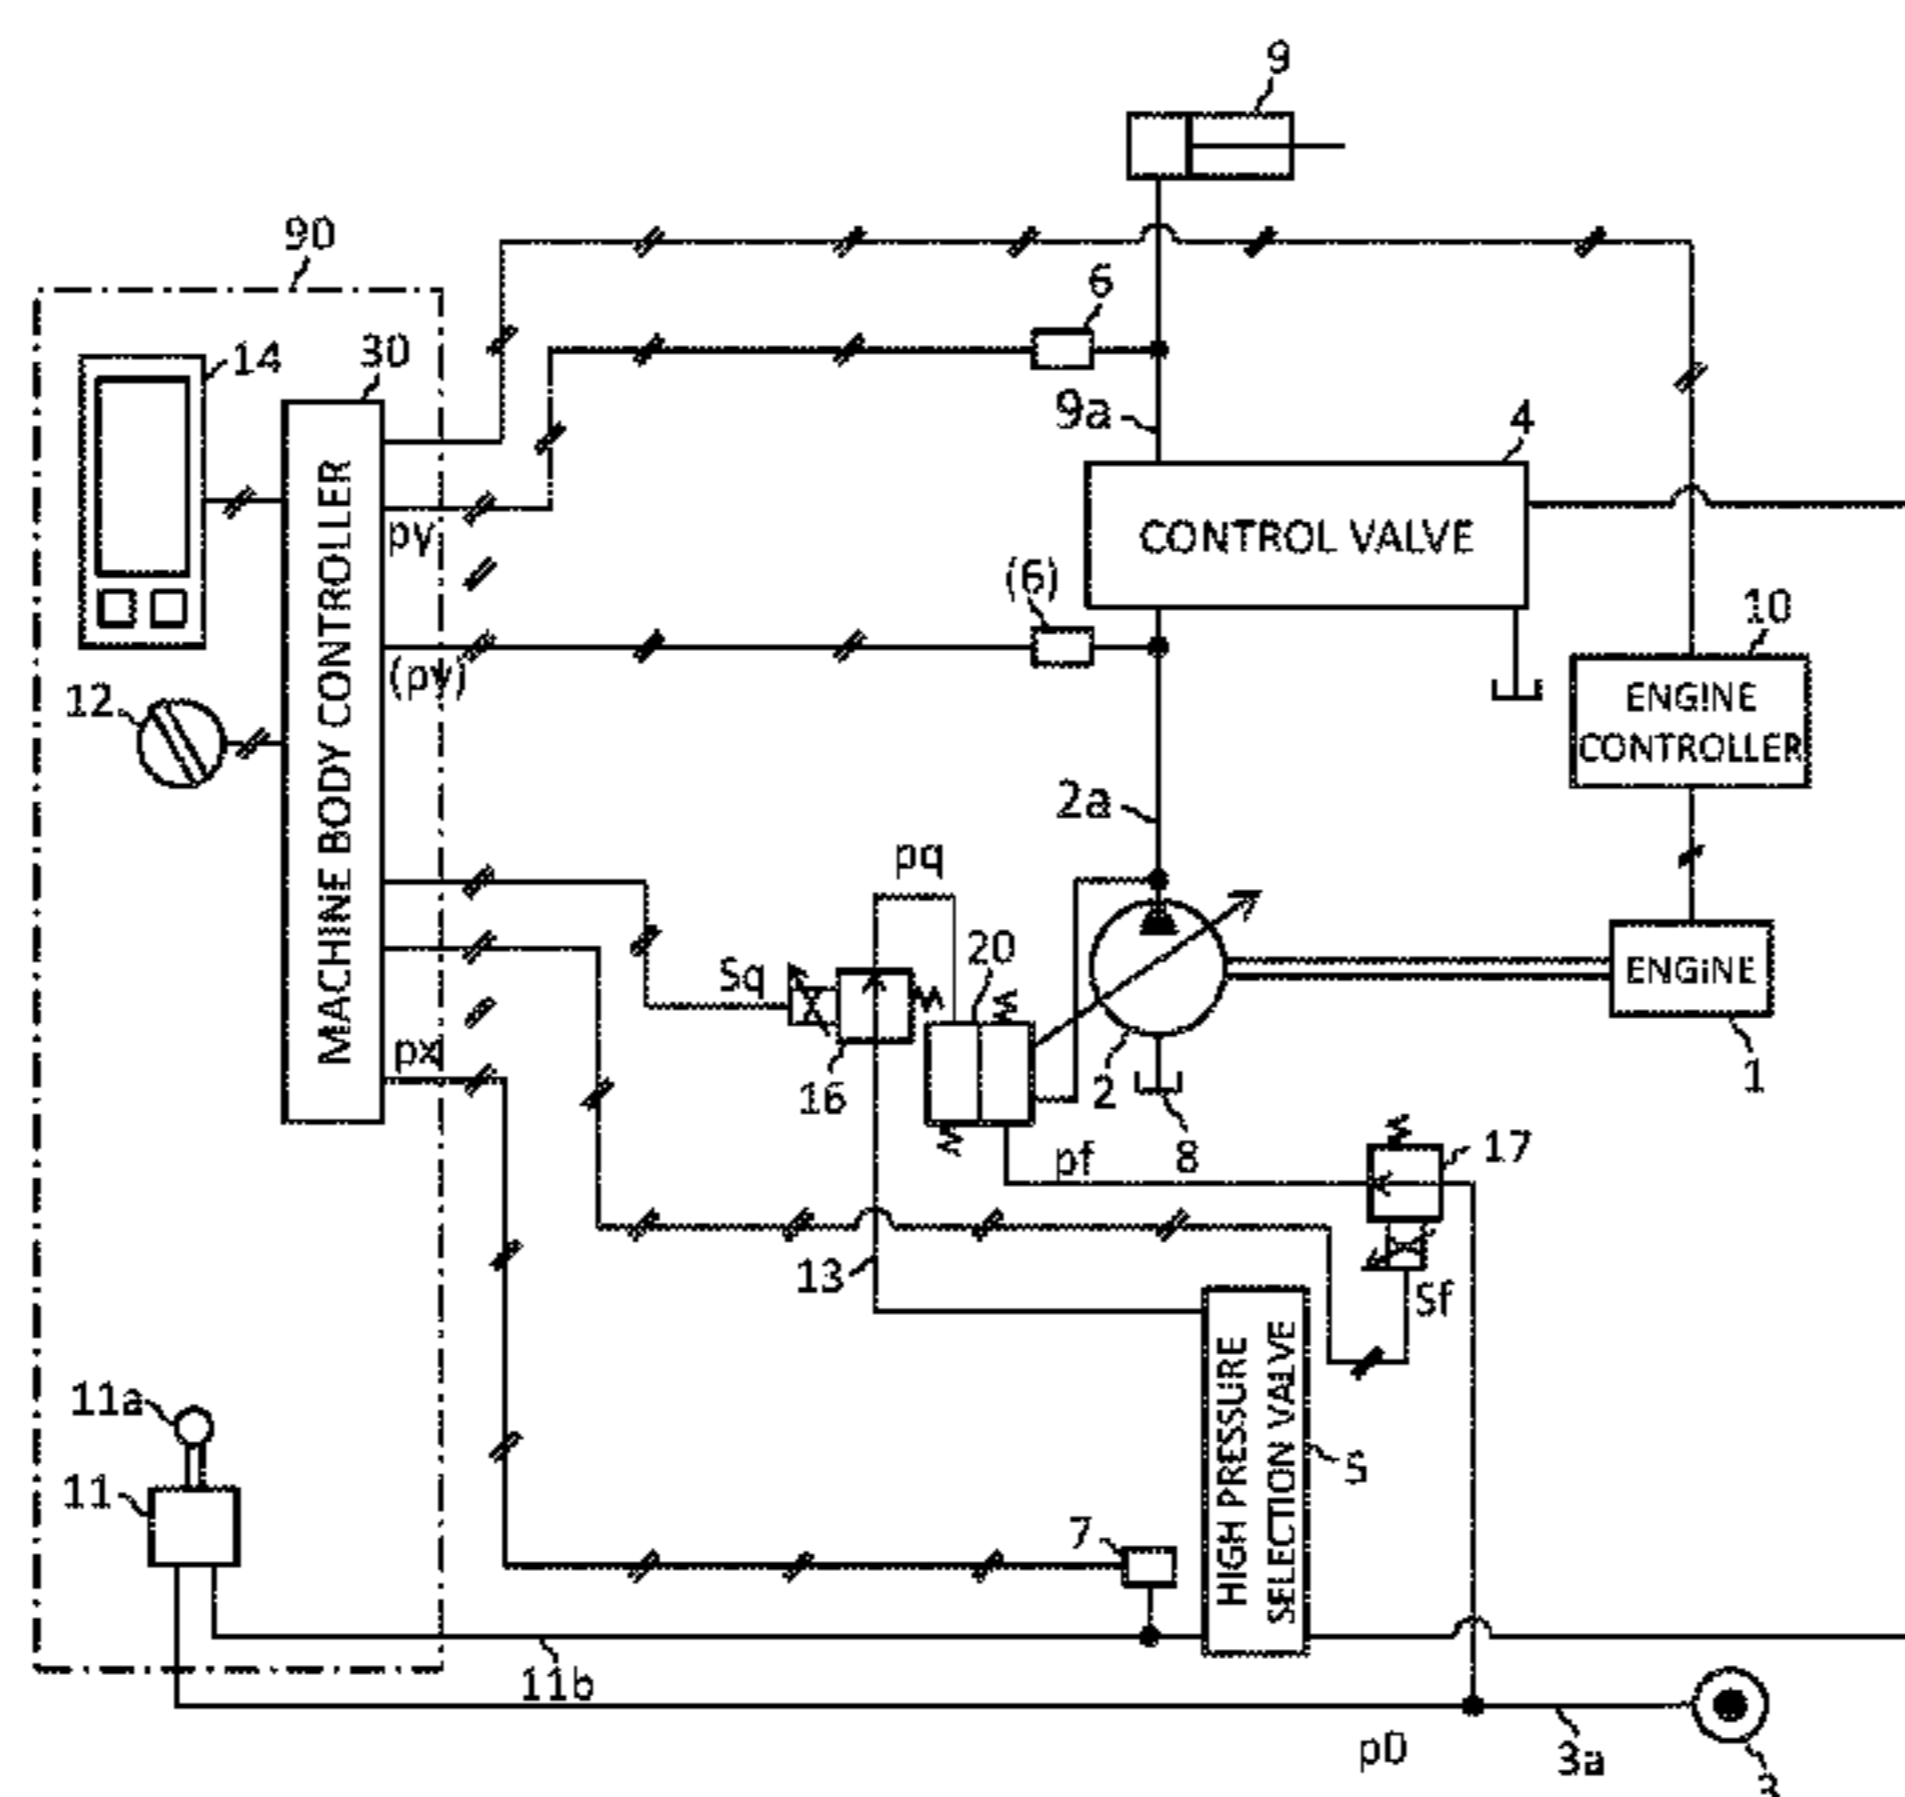 9
90
6
14
30
9a
4
CONTROL VALVE
py
(6)
10
(py)
12
ENGINE
CONTROLLER
MACHINE BODY CONTROLLER
2a
pq
20
Sq
ENGINE
px
16
2
1
8
pf
17
13
Sf
11a
HIGH PRESSURE
SELECTION VALVE
5
11
7
11b
p0
3a
3